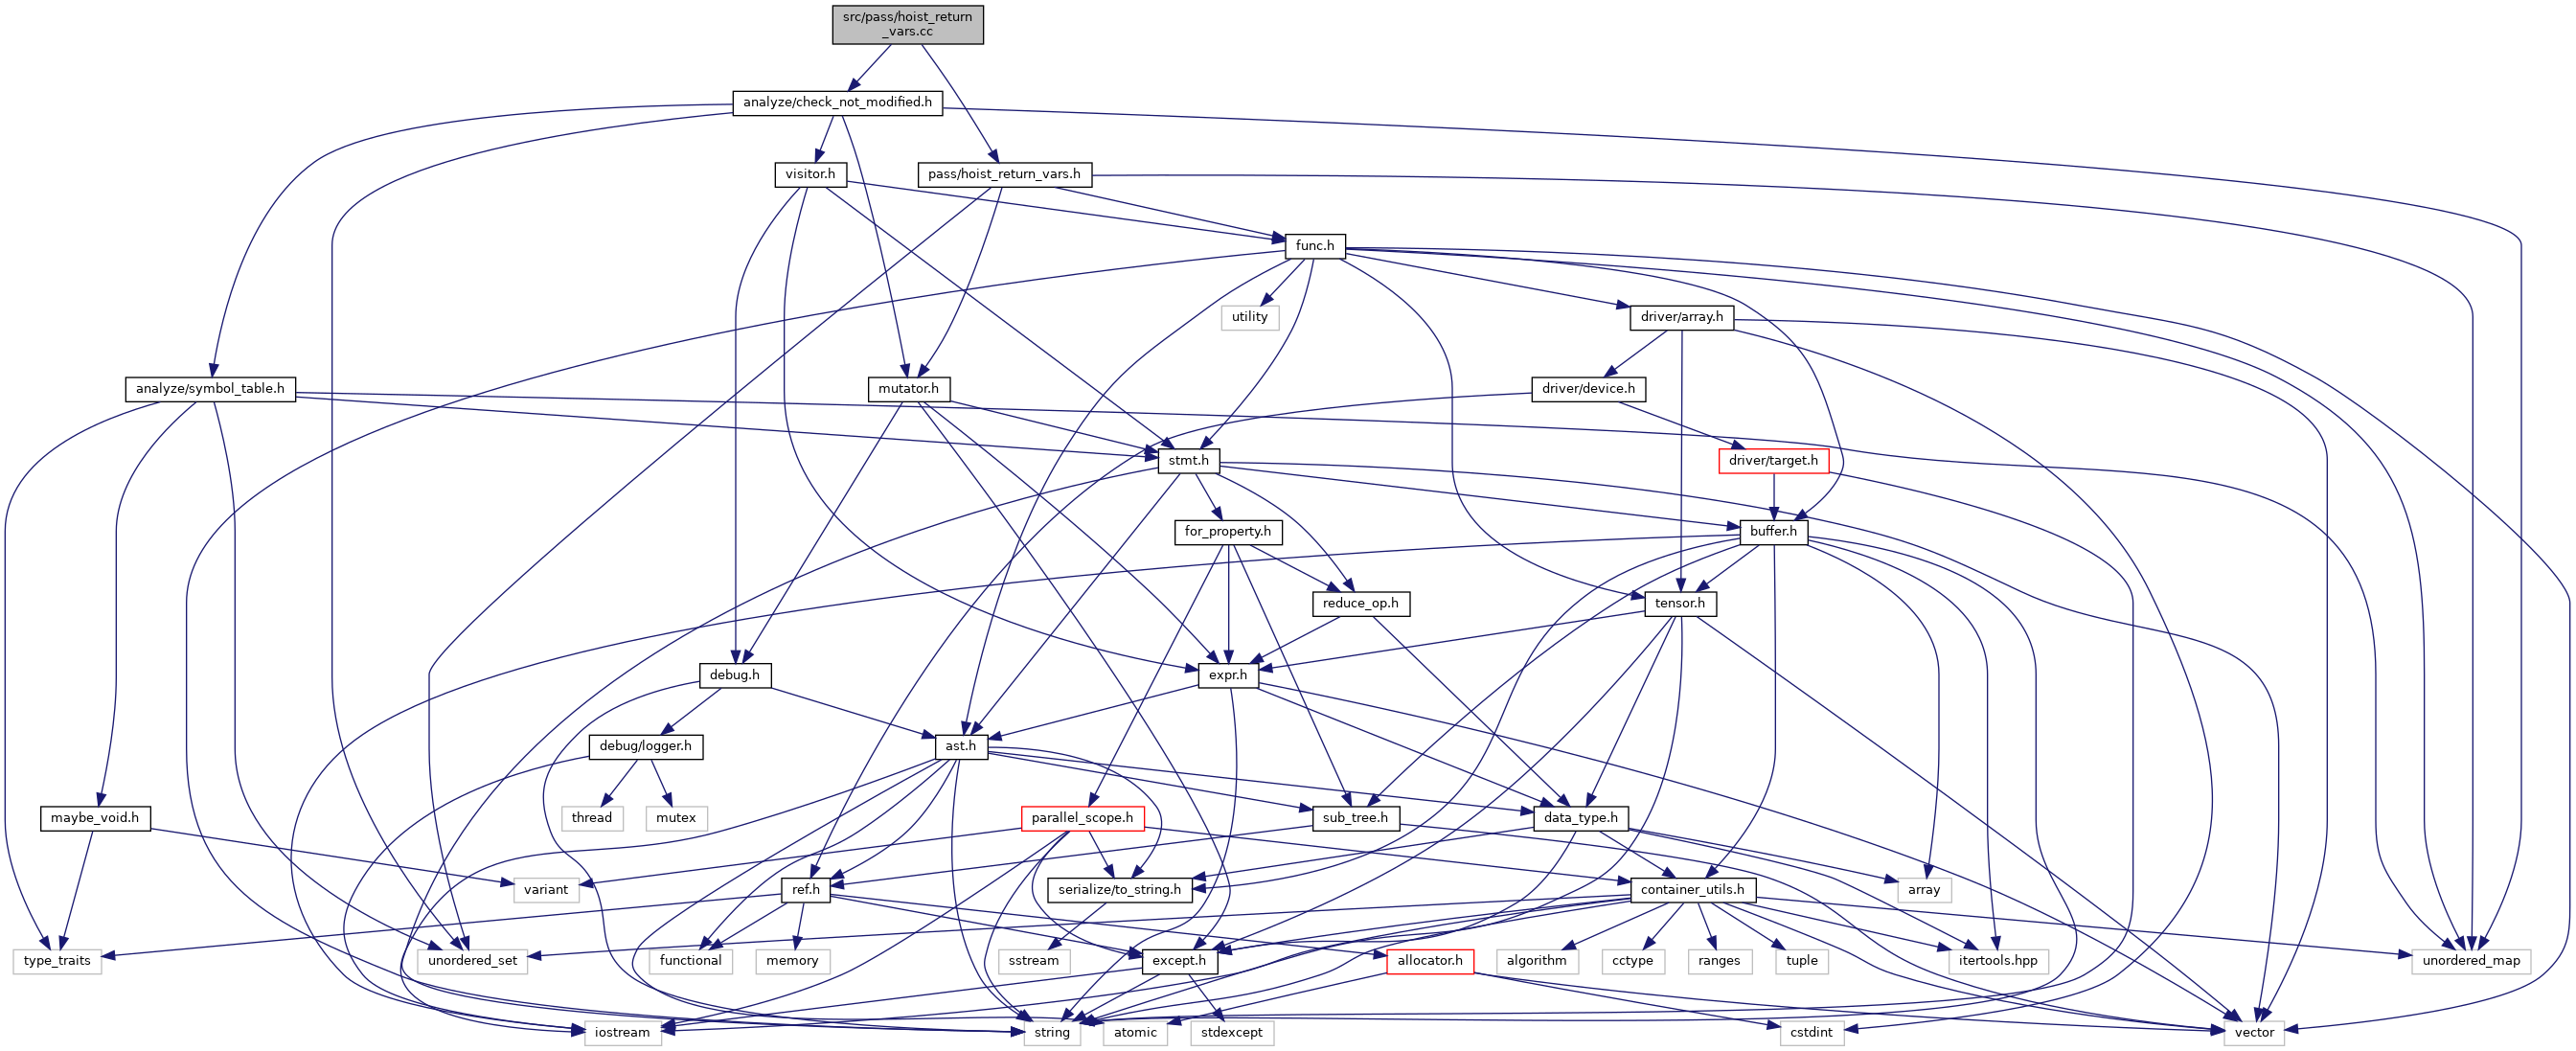 src/pass/hoist_return
_vars.cc
analyze/check_not_modified.h
visitor.h
pass/hoist_return_vars.h
func.h
utility
driver/array.h
analyze/symbol_table.h
mutator.h
driver/device.h
stmt.h
driver/target.h
for_property.h
buffer.h
reduce_op.h
tensor.h
debug.h
expr.h
debug/logger.h
ast.h
maybe_void.h
thread
mutex
parallel_scope.h
sub_tree.h
data_type.h
variant
ref.h
serialize/to_string.h
container_utils.h
array
type_traits
unordered_set
functional
memory
sstream
except.h
allocator.h
algorithm
cctype
ranges
tuple
itertools.hpp
unordered_map
iostream
string
atomic
stdexcept
cstdint
vector